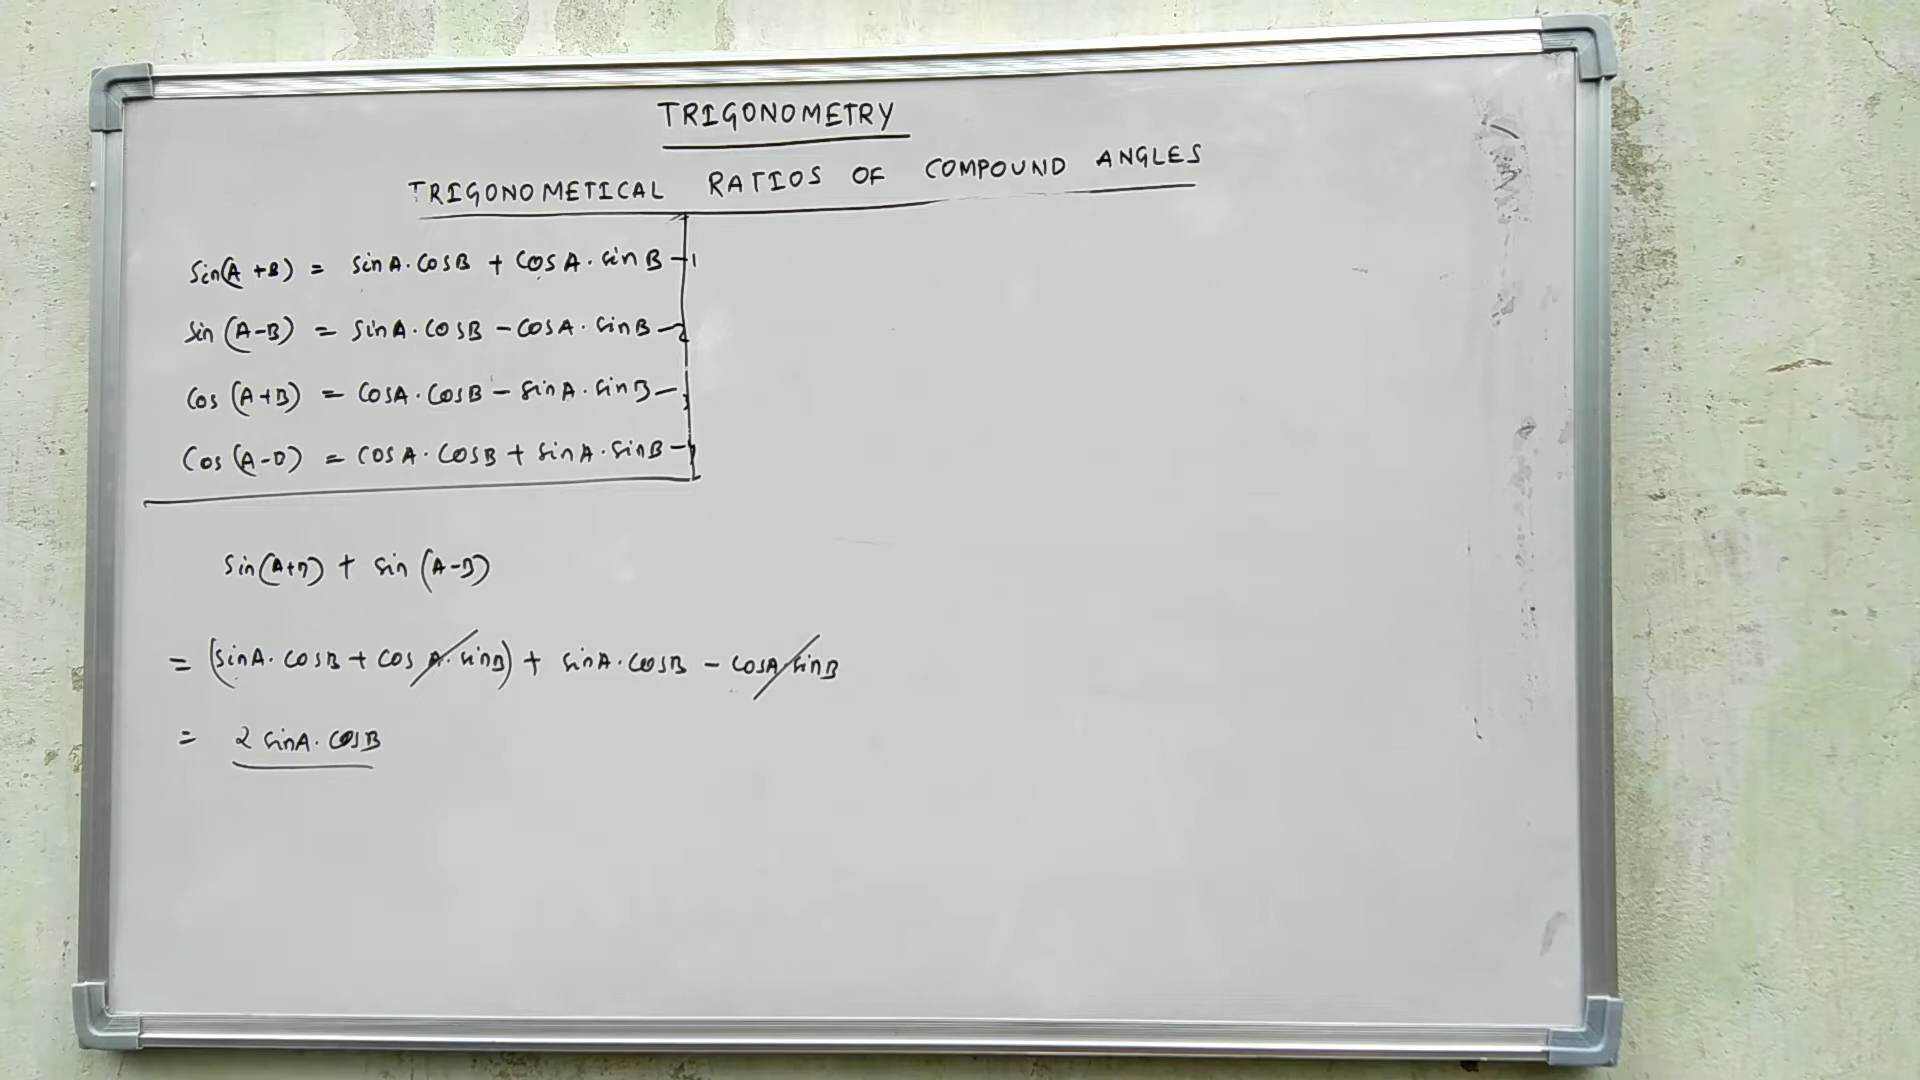 TRIGONOMETRY
TRIGONOMETICAL RATIOS OF COMPOUND ANGLES
Sin(A+B) = sinA.cosB + cosA.sinB — 1
Sin(A-B) = sinA.cosB - cosA.sinB — 2
Cos(A+B) = cosA.cosB - sinA.sinB — 3
Cos(A-B) = cosA.cosB + sinA.sinB — 4
Sin(A+B) + sin(A-B)
= (sinA.cosB + cosA.sinB) + sinA.cosB - cosA.sinB
= 2 sinA.cosB